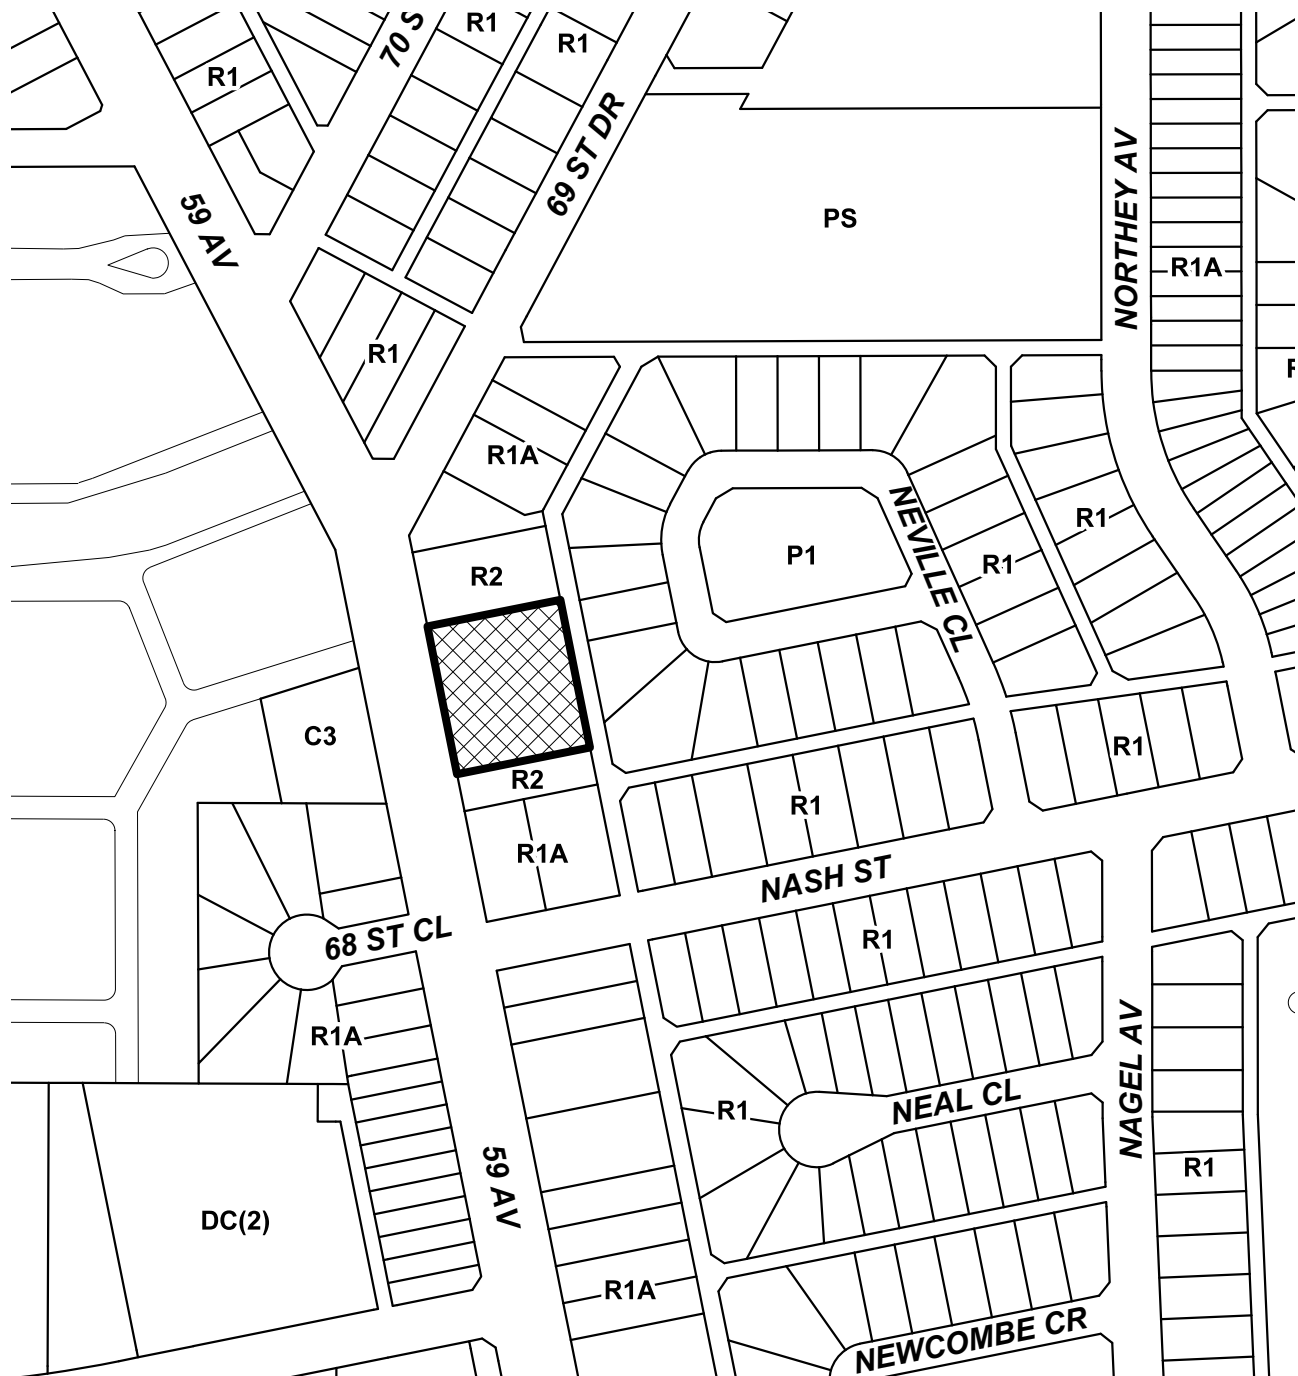 R1
70 S
R1
R1
69 ST DR
59 AV
PS
NORTHEY AV
R1A
R1
R1A
NEVILLE CL
R1
P1
R1
R2
C3
R2
R1
R1
R1A
NASH ST
68 ST CL
R1
R1A
NAGEL AV
R1
NEAL CL
59 AV
R1
DC(2)
R1A
NEWCOMBE CR